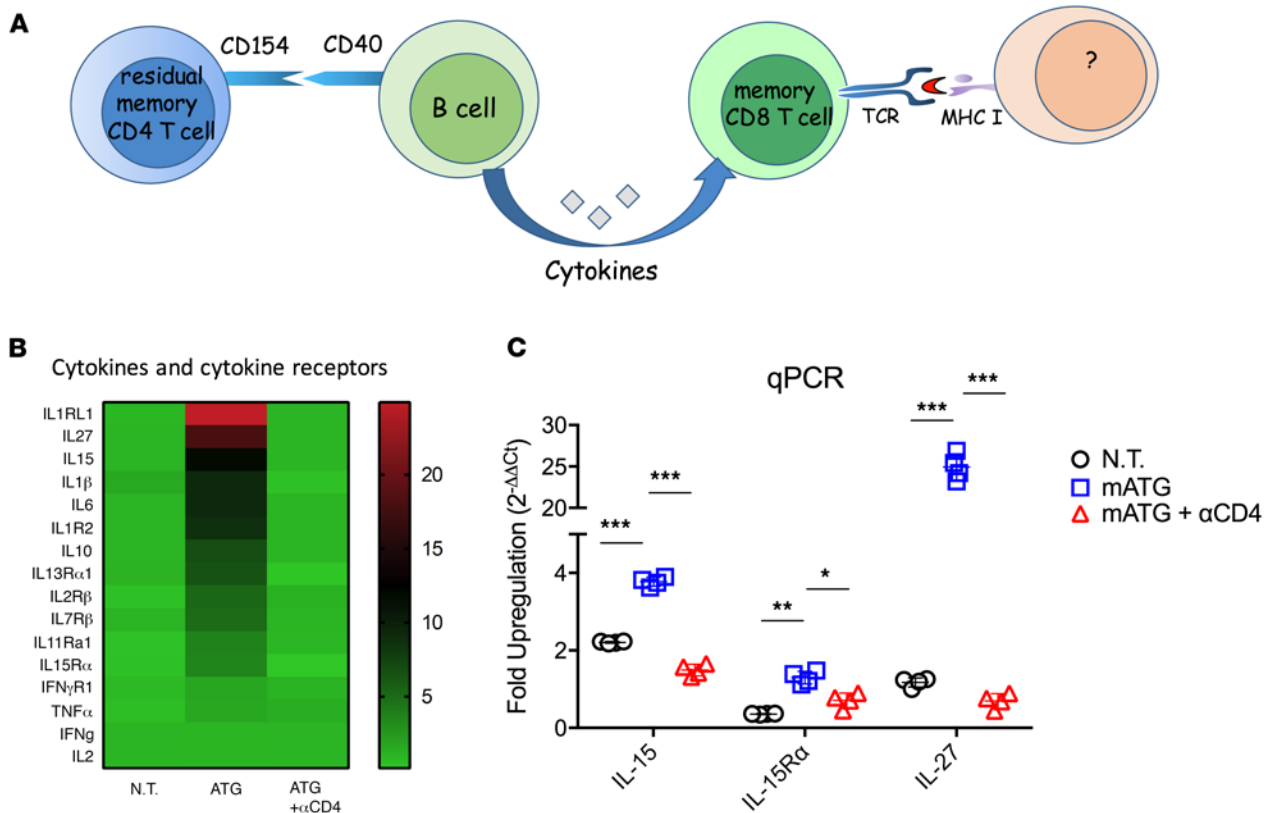 A
CD154
CD40
residual
memory
CD4 T cell
B cell
memory
CD8 T cell
TCR
MHC I
?
Cytokines
B
Cytokines and cytokine receptors
IL1RL1
IL27
IL15
IL1β
IL6
IL1R2
IL10
IL13Rα1
IL2Rβ
IL7Rβ
IL11Ra1
IL15Rα
IFNγR1
TNFα
IFNg
IL2
N.T.
ATG
ATG
+αCD4
20
15
10
5
C
qPCR
Fold Upregulation (2-ΔΔCt)
30
25
20
4
2
0
***
***
**
*
***
***
IL-15
IL-15Rα
IL-27
N.T.
mATG
mATG + αCD4